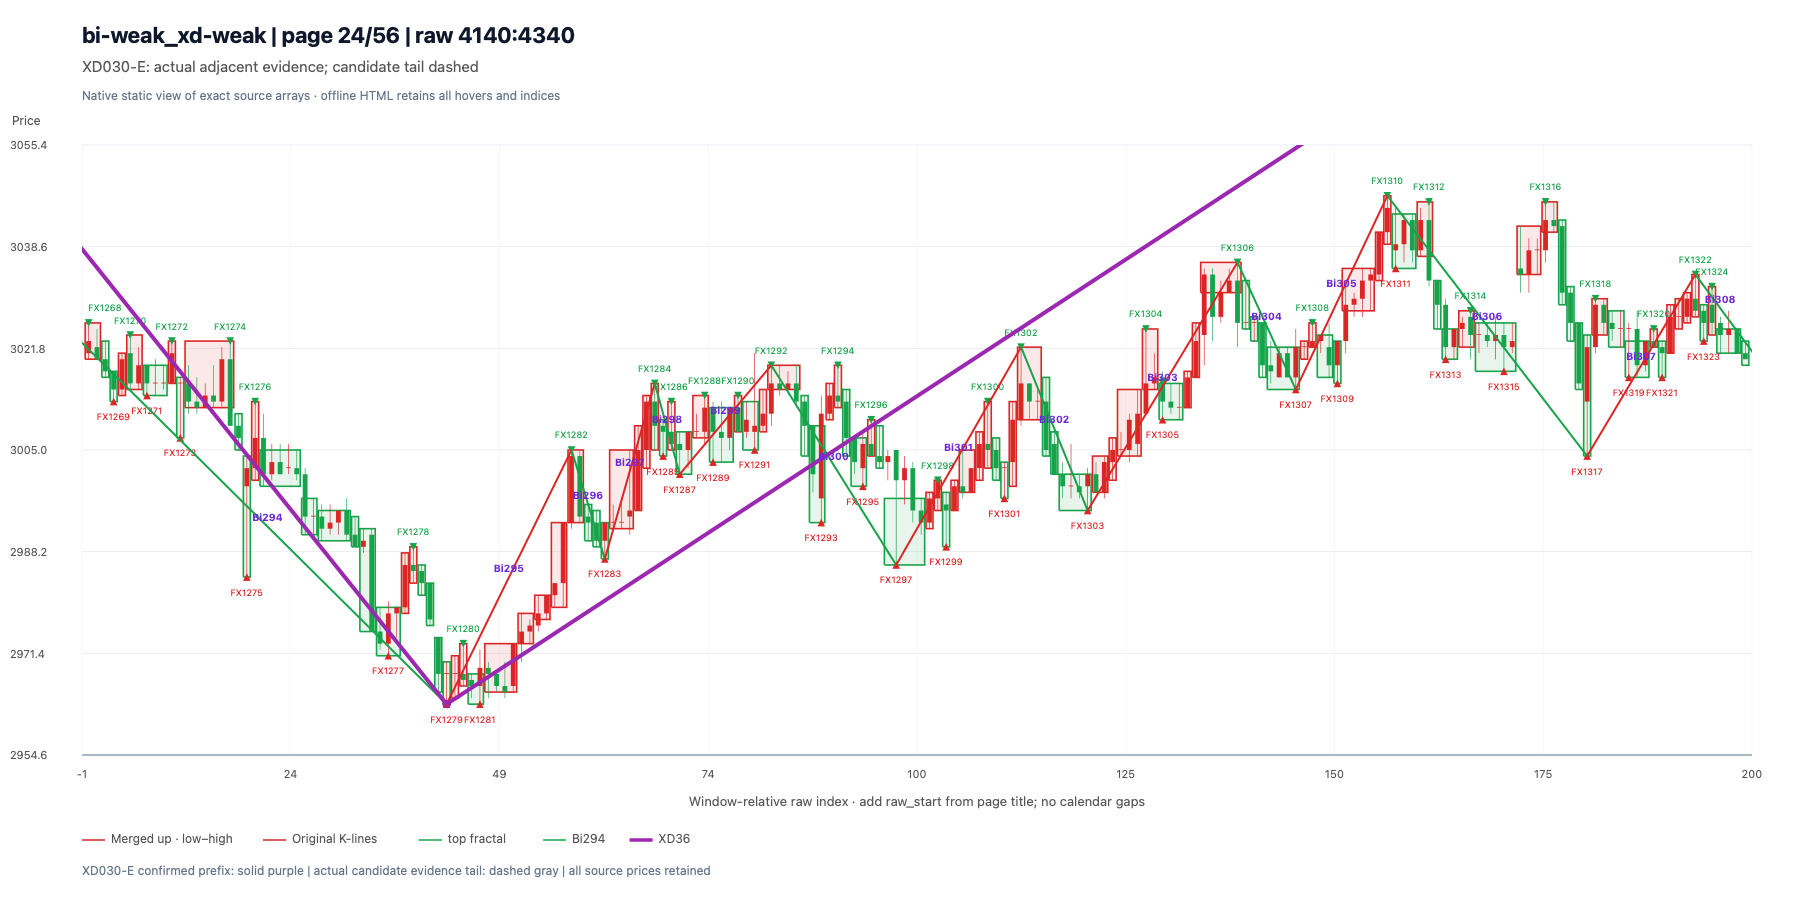 bi-weak_xd-weak | page 24/56 | raw 4140:4340
XD030-E: actual adjacent evidence; candidate tail dashed
Native static view of exact source arrays · offline HTML retains all hovers and indices
Price
3055.4
3038.6
3021.8
3005.0
2988.2
2971.4
2954.6
FX1310
FX1312
FX1316
FX1306
FX1322
FX1324
FX1311
Bi305
Bi308
FX1268
FX1270
FX1272
FX1274
FX1304
FX1308
FX1314
Bi304
Bi306
FX1318
FX1320
FX1302
FX1292
FX1294
Bi307
FX1323
FX1284
FX1286
FX1288
FX1290
Bi303
FX1313
FX1315
FX1319
FX1321
FX1276
FX1300
FX1307
FX1309
FX1269
FX1271
FX1296
Bi298
Bi299
Bi302
FX1305
FX1282
FX1273
Bi301
FX1298
FX1289
FX1291
FX1287
FX1317
Bi296
FX1295
Bi294
FX1301
FX1303
FX1278
FX1293
FX1299
Bi295
FX1283
FX1297
FX1275
FX1280
FX1277
FX1279
FX1281
-1
24
49
74
100
125
150
175
200
Window-relative raw index · add raw_start from page title; no calendar gaps
Merged up · low–high
Original K-lines
top fractal
Bi294
XD36
XD030-E confirmed prefix: solid purple | actual candidate evidence tail: dashed gray | all source prices retained